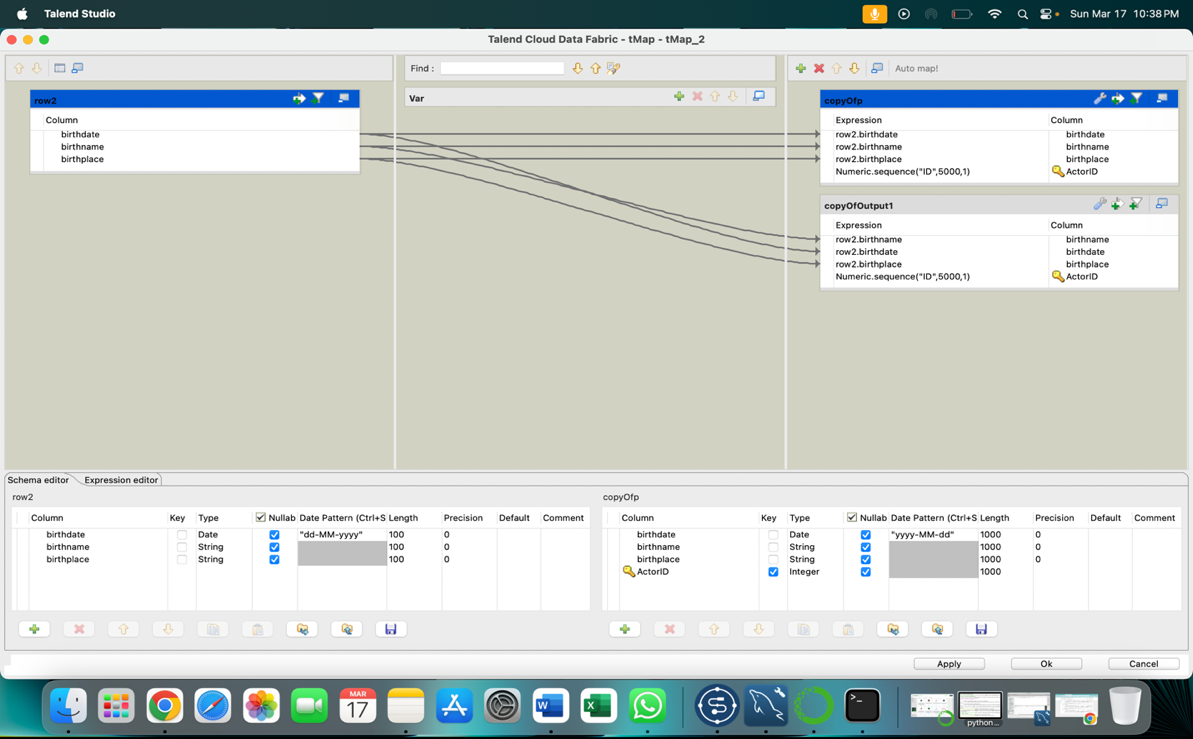 Talend Studio Sun Mar 17 10:38 PM
Talend Cloud Data Fabric - tMap - tMap_2
Find :
Auto map!
row2
Column
birthdate
birthname
birthplace
Var
copyOfp
Expression Column
row2.birthdate birthdate
row2.birthname birthname
row2.birthplace birthplace
Numeric.sequence("ID",5000,1) ActorID
copyOfOutput1
Expression Column
row2.birthname birthname
row2.birthdate birthdate
row2.birthplace birthplace
Numeric.sequence("ID",5000,1) ActorID
Schema editor Expression editor
row2
Column Key Type Nullab Date Pattern (Ctrl+S Length Precision Default Comment
birthdate Date "dd-MM-yyyy" 100 0
birthname String 100 0
birthplace String 100 0
copyOfp
Column Key Type Nullab Date Pattern (Ctrl+S Length Precision Default Comment
birthdate Date "yyyy-MM-dd" 1000 0
birthname String 1000 0
birthplace String 1000 0
ActorID Integer 1000
Apply Ok Cancel
MAR
17
W
X
python...